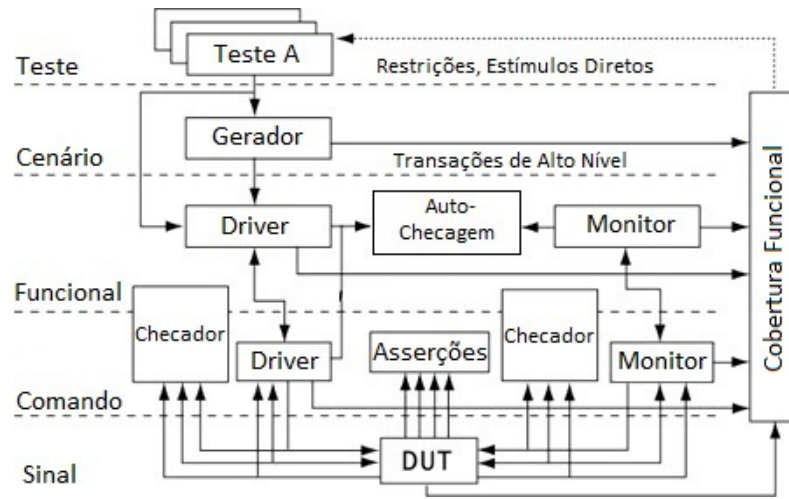 Teste A
Teste
Restrições, Estímulos Diretos
Gerador
Cenário
Transações de Alto Nível
Driver
Auto-
Checagem
Monitor
Funcional
Checador
Driver
Asserções
Checador
Monitor
Comando
DUT
Sinal
Cobertura Funcional